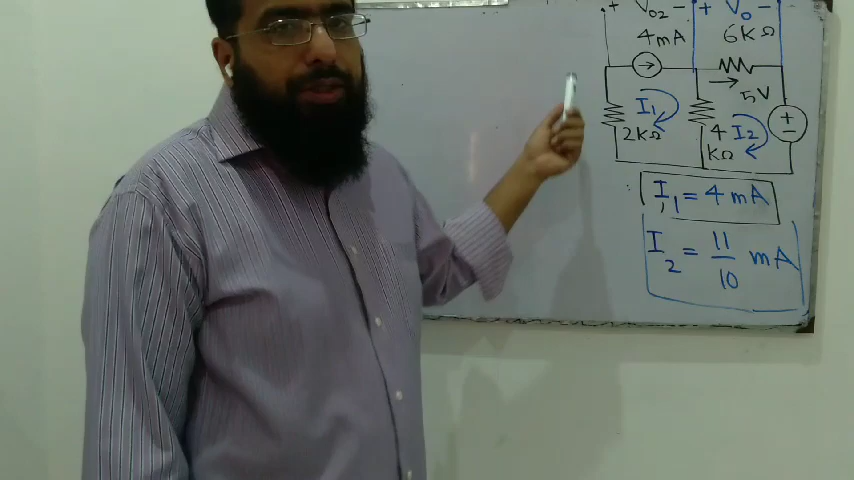 + V02 - + V0 -
4mA 6KΩ
I1 5V
2KΩ 4 I2
KΩ
I1 = 4 mA
I2 = 11/10 mA